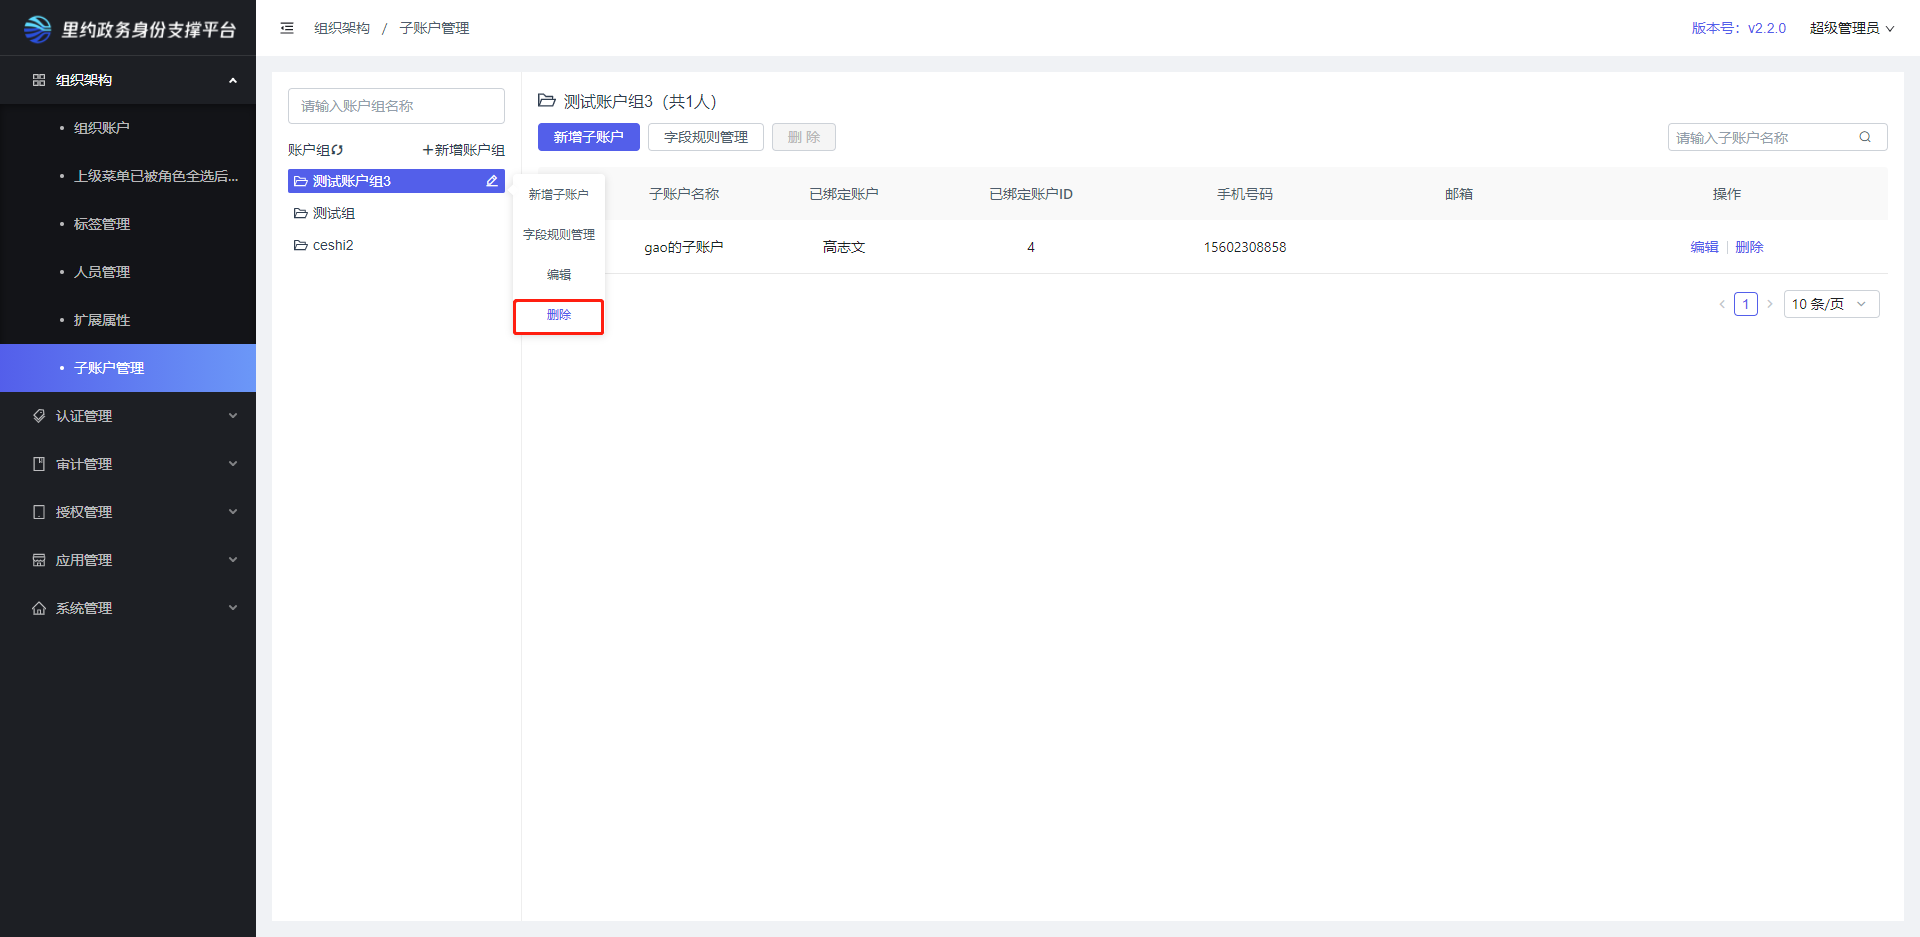 里约政务身份支撑平台
组织架构
组织账户
上级菜单已被角色全选后...
标签管理
人员管理
扩展属性
子账户管理
认证管理
审计管理
授权管理
应用管理
系统管理
组织架构 / 子账户管理
版本号：v2.2.0
超级管理员
请输入账户组名称
账户组
+新增账户组
测试账户组3
测试组
ceshi2
新增子账户
字段规则管理
编辑
删除
测试账户组3（共1人）
新增子账户
字段规则管理
删 除
请输入子账户名称
子账户名称 已绑定账户 已绑定账户ID 手机号码 邮箱 操作
gao的子账户 高志文 4 15602308858 编辑 | 删除
1
10 条/页